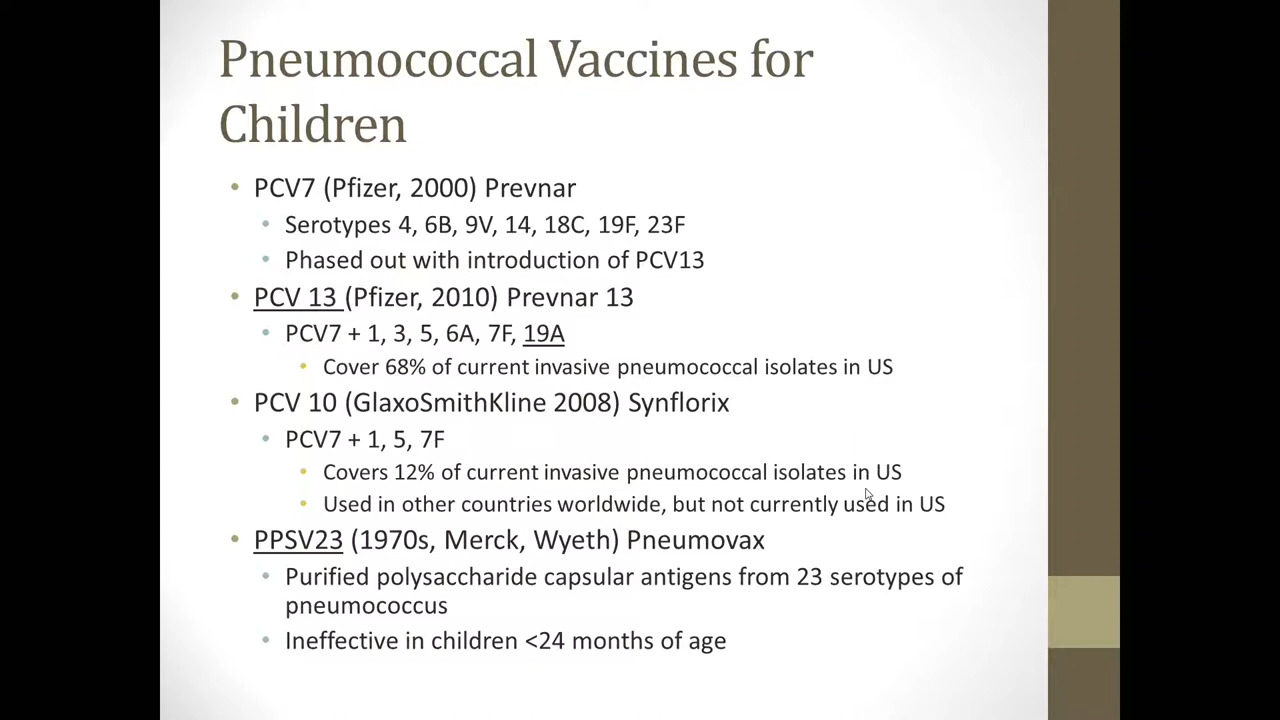 Pneumococcal Vaccines for
Children
• PCV7 (Pfizer, 2000) Prevnar
• Serotypes 4, 6B, 9V, 14, 18C, 19F, 23F
• Phased out with introduction of PCV13
• PCV 13 (Pfizer, 2010) Prevnar 13
• PCV7 + 1, 3, 5, 6A, 7F, 19A
• Cover 68% of current invasive pneumococcal isolates in US
• PCV 10 (GlaxoSmithKline 2008) Synflorix
• PCV7 + 1, 5, 7F
• Covers 12% of current invasive pneumococcal isolates in US
• Used in other countries worldwide, but not currently used in US
• PPSV23 (1970s, Merck, Wyeth) Pneumovax
• Purified polysaccharide capsular antigens from 23 serotypes of
pneumococcus
• Ineffective in children <24 months of age